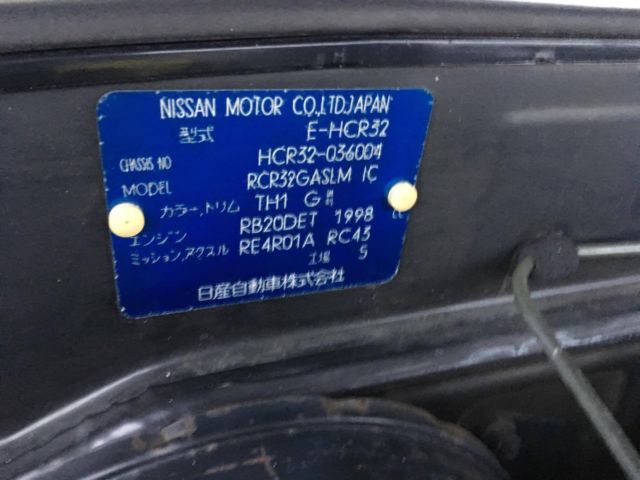 NISSAN MOTOR CO.,LTD.JAPAN
型式 E-HCR32
CHASSIS NO HCR32-036004
MODEL RCR32GASLM IC
カラー,トリム TH1 G
エンジン RB20DET 1998 cc
ミッション,アクスル RE4R01A RC43
工場 5
日産自動車株式会社